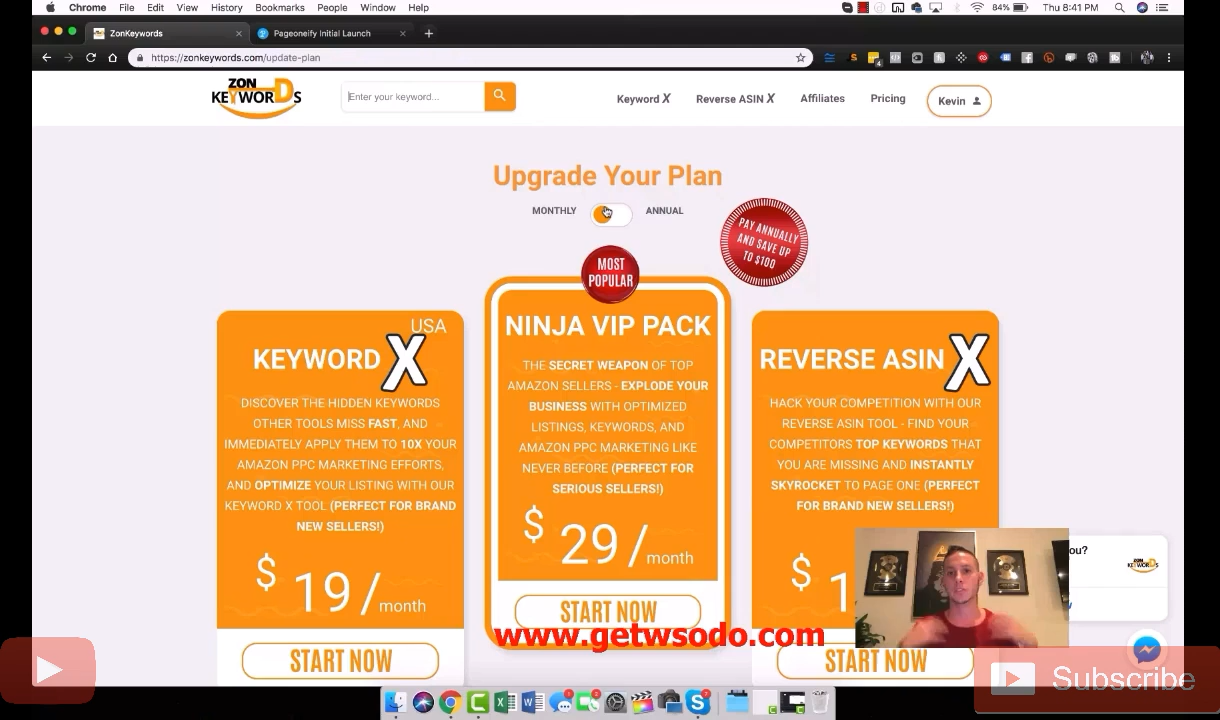 Chrome File Edit View History Bookmarks People Window Help
84% Thu 8:41 PM
ZonKeywords
Pageoneify Initial Launch
https://zonkeywords.com/update-plan
ZON
KEYWORDS
Enter your keyword...
Keyword X
Reverse ASIN X
Affiliates
Pricing
Kevin
Upgrade Your Plan
MONTHLY
ANNUAL
PAY ANNUALLY
AND SAVE UP
TO $100
MOST
POPULAR
USA
KEYWORD X
DISCOVER THE HIDDEN KEYWORDS
OTHER TOOLS MISS FAST, AND
IMMEDIATELY APPLY THEM TO 10X YOUR
AMAZON PPC MARKETING EFFORTS,
AND OPTIMIZE YOUR LISTING WITH OUR
KEYWORD X TOOL (PERFECT FOR BRAND
NEW SELLERS!)
$ 19/month
START NOW
NINJA VIP PACK
THE SECRET WEAPON OF TOP
AMAZON SELLERS - EXPLODE YOUR
BUSINESS WITH OPTIMIZED
LISTINGS, KEYWORDS, AND
AMAZON PPC MARKETING LIKE
NEVER BEFORE (PERFECT FOR
SERIOUS SELLERS!)
$ 29/month
START NOW
REVERSE ASIN X
HACK YOUR COMPETITION WITH OUR
REVERSE ASIN TOOL - FIND YOUR
COMPETITORS TOP KEYWORDS THAT
YOU ARE MISSING AND INSTANTLY
SKYROCKET TO PAGE ONE (PERFECT
FOR BRAND NEW SELLERS!)
$ 1
START NOW
ou?
ZON
KEYWORDS
www.getwsodo.com
Subscribe